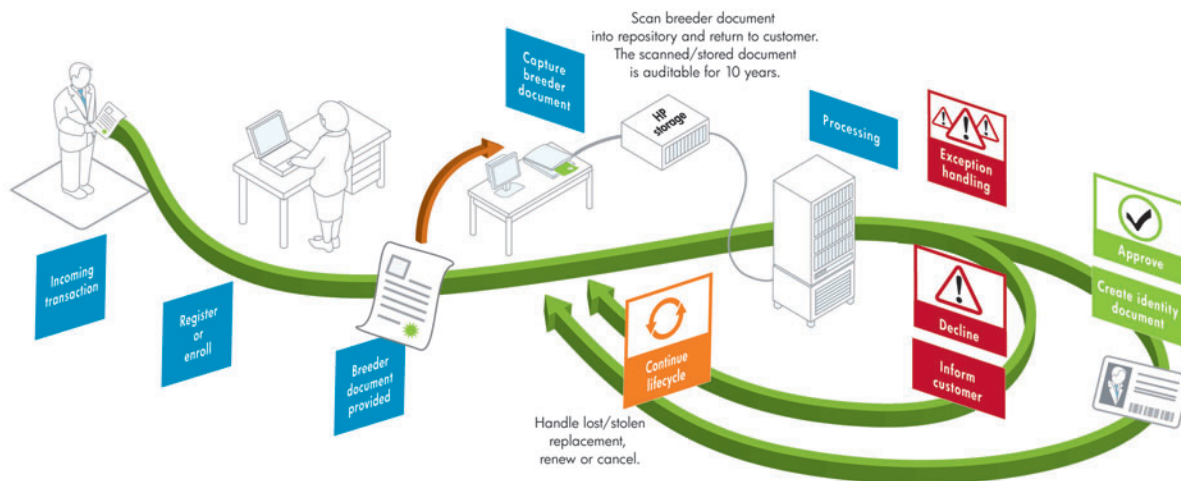 Scan breeder document
into repository and return to customer.
The scanned/stored document
is auditable for 10 years.
Capture
breeder
document
HP
storage
Processing
Exception
handling
Approve
Create identity
document
Incoming
transaction
Register
or
enroll
Breeder
document
provided
Continue
lifecycle
Decline
Inform
customer
Handle lost/stolen
replacement,
renew or cancel.